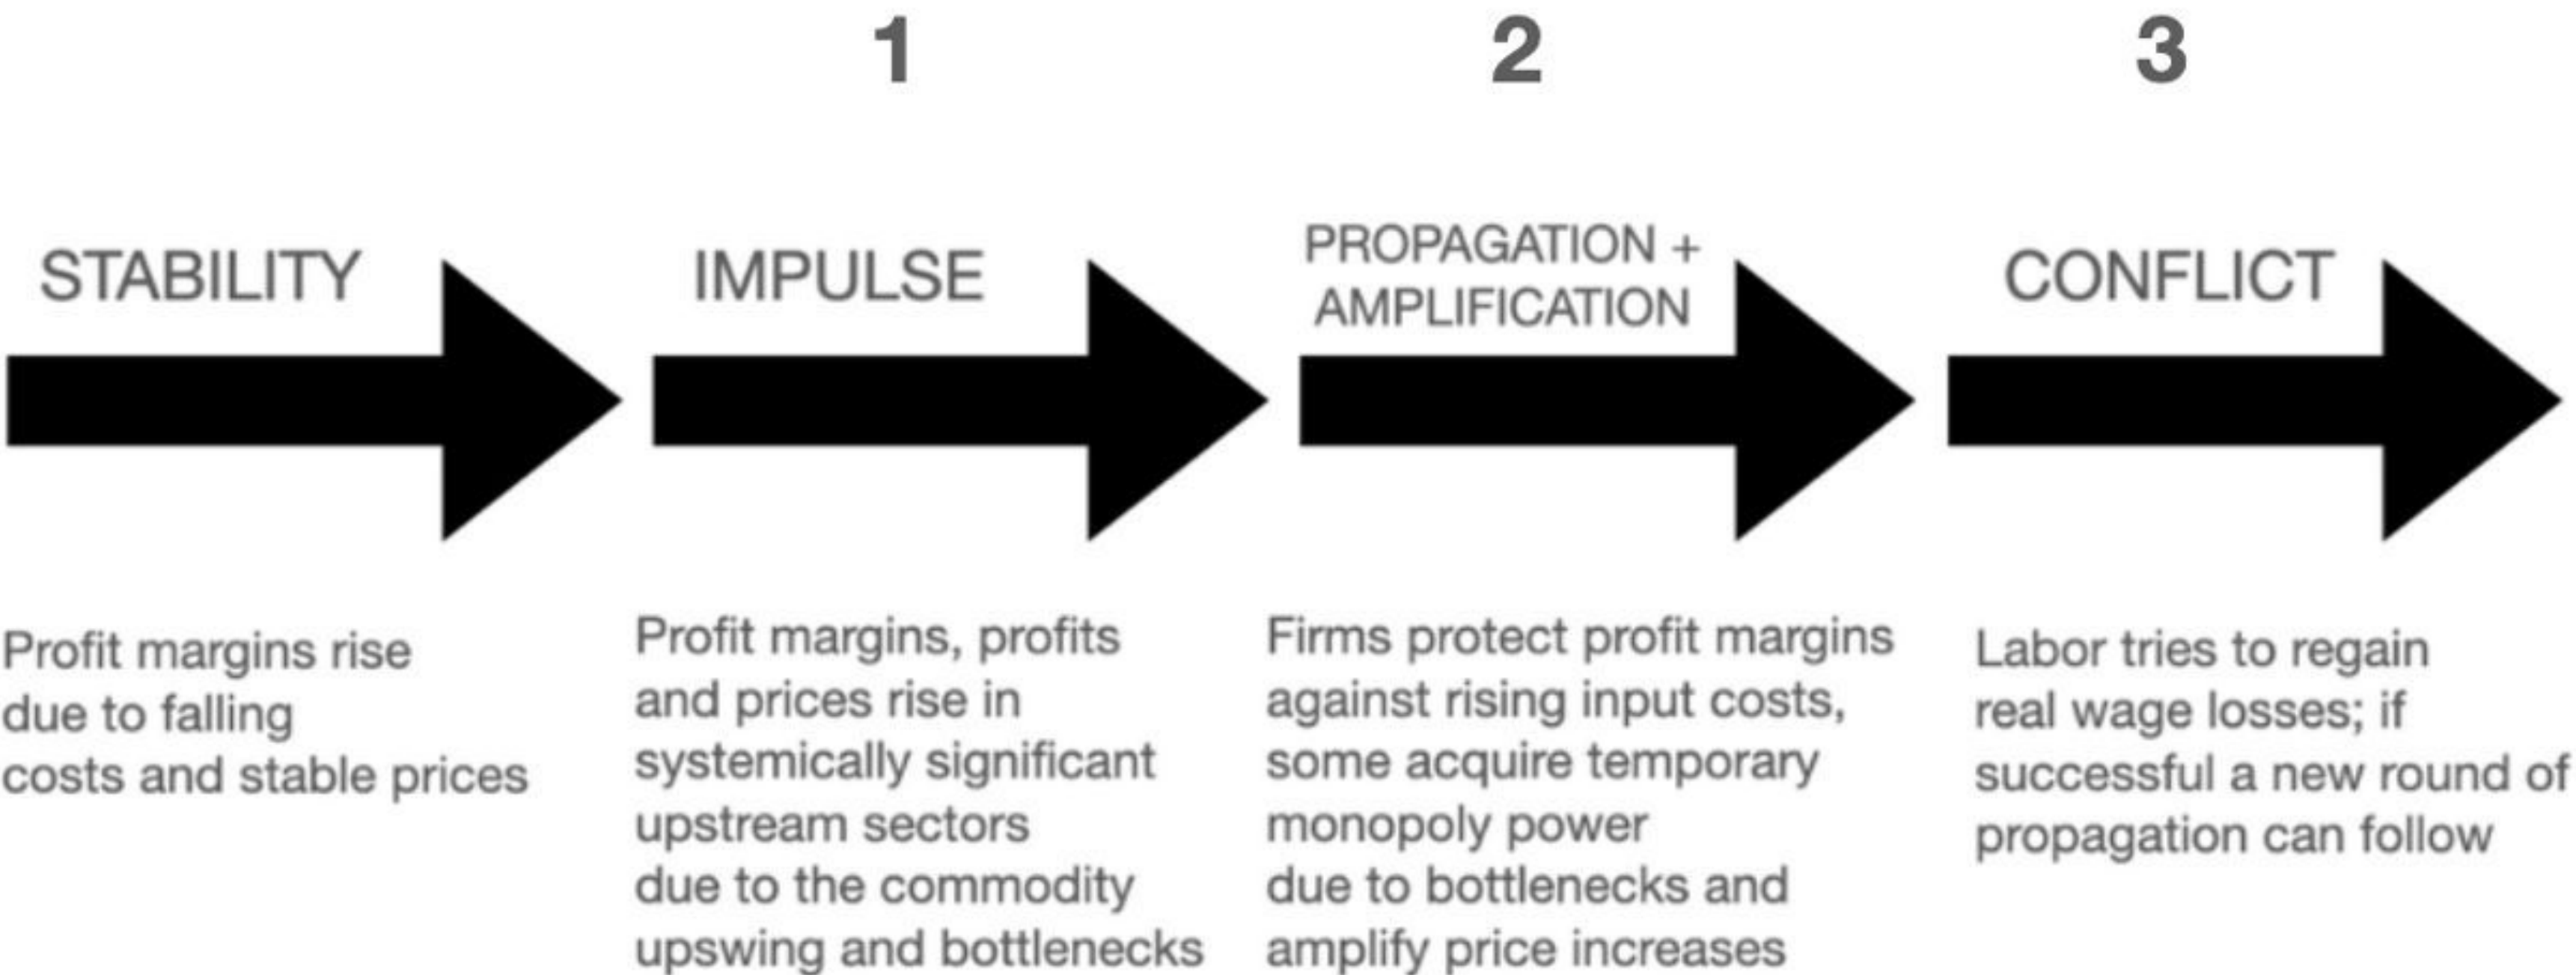 1
2
3
STABILITY
IMPULSE
PROPAGATION +
AMPLIFICATION
CONFLICT
Profit margins rise
due to falling
costs and stable prices
Profit margins, profits
and prices rise in
systemically significant
upstream sectors
due to the commodity
upswing and bottlenecks
Firms protect profit margins
against rising input costs,
some acquire temporary
monopoly power
due to bottlenecks and
amplify price increases
Labor tries to regain
real wage losses; if
successful a new round of
propagation can follow